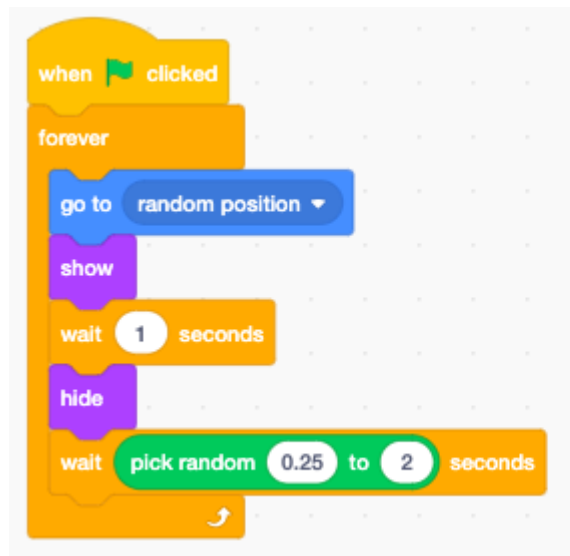 when clicked
forever
go to random position
show
wait 1 seconds
hide
wait pick random 0.25 to 2 seconds